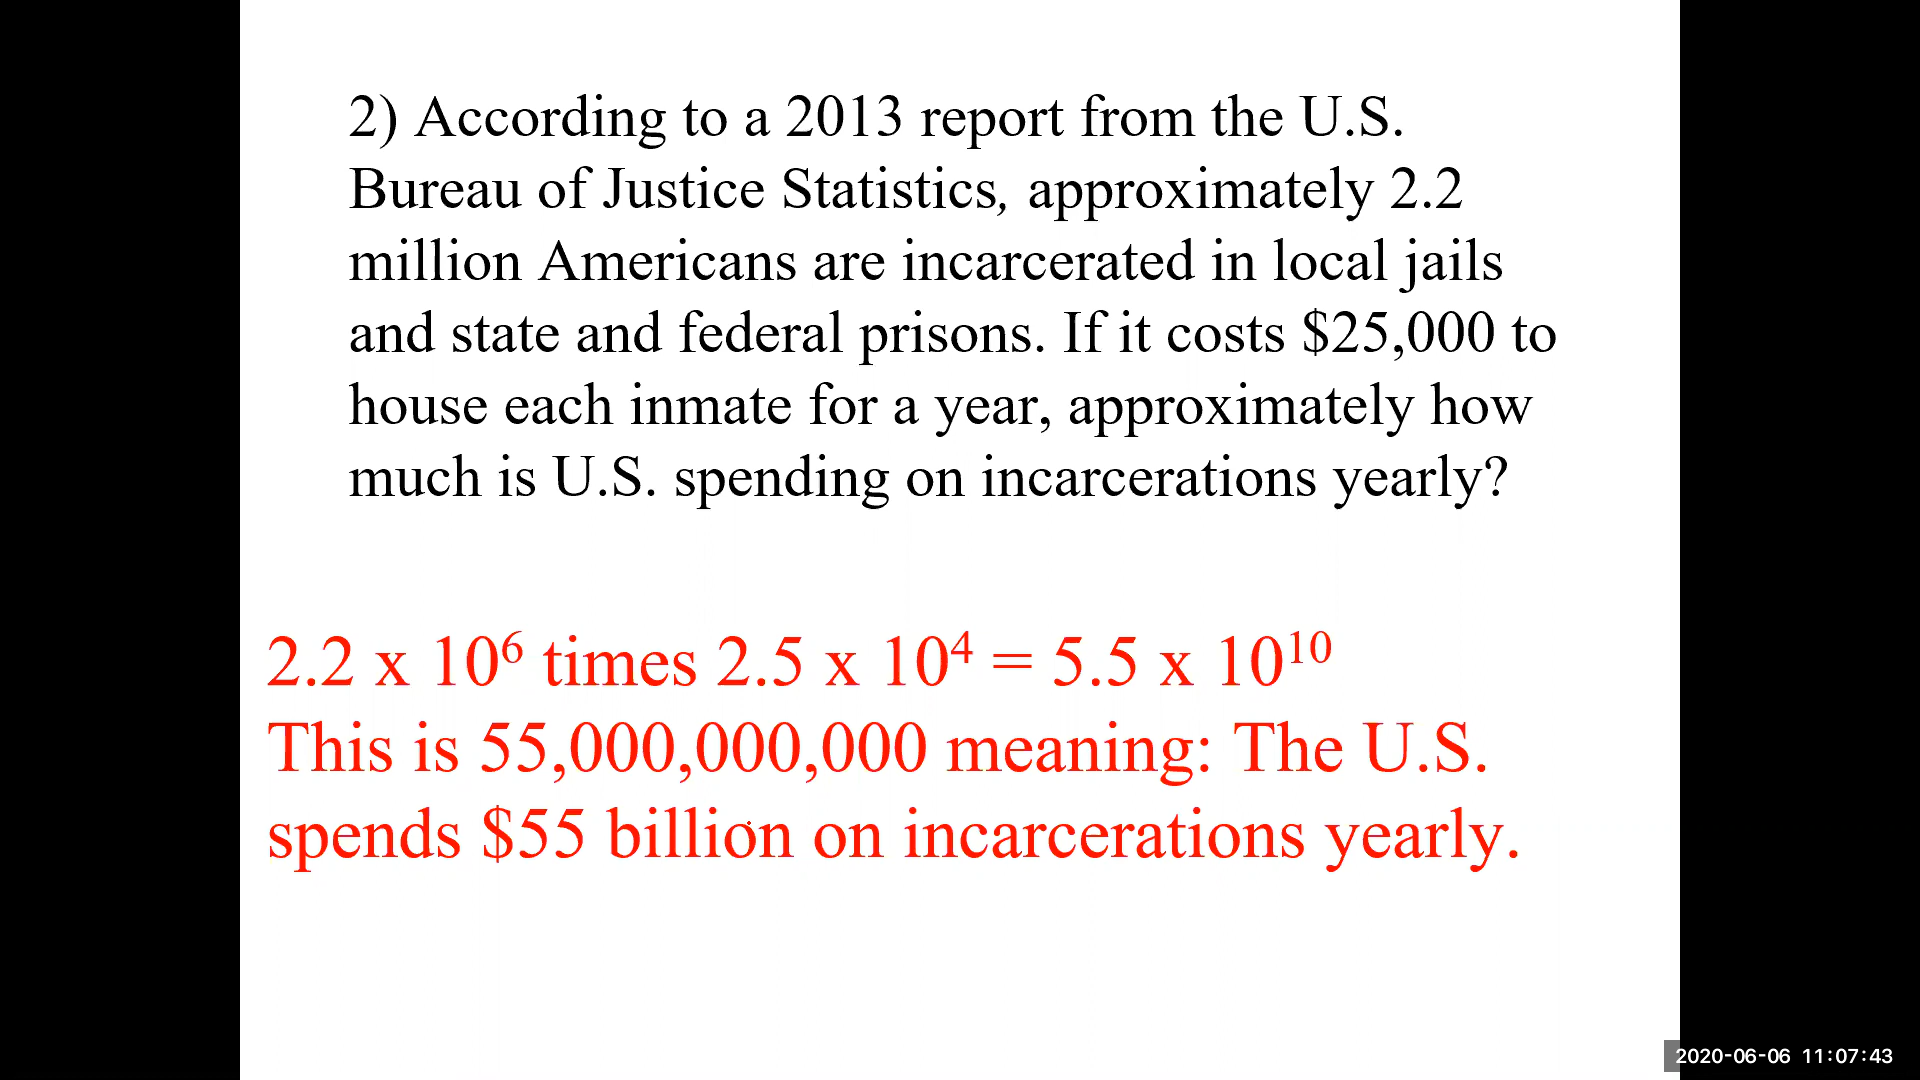 2) According to a 2013 report from the U.S.
Bureau of Justice Statistics, approximately 2.2
million Americans are incarcerated in local jails
and state and federal prisons. If it costs $25,000 to
house each inmate for a year, approximately how
much is U.S. spending on incarcerations yearly?
2.2 x 10⁶ times 2.5 x 10⁴ = 5.5 x 10¹⁰
This is 55,000,000,000 meaning: The U.S.
spends $55 billion on incarcerations yearly.
2020-06-06 11:07:43